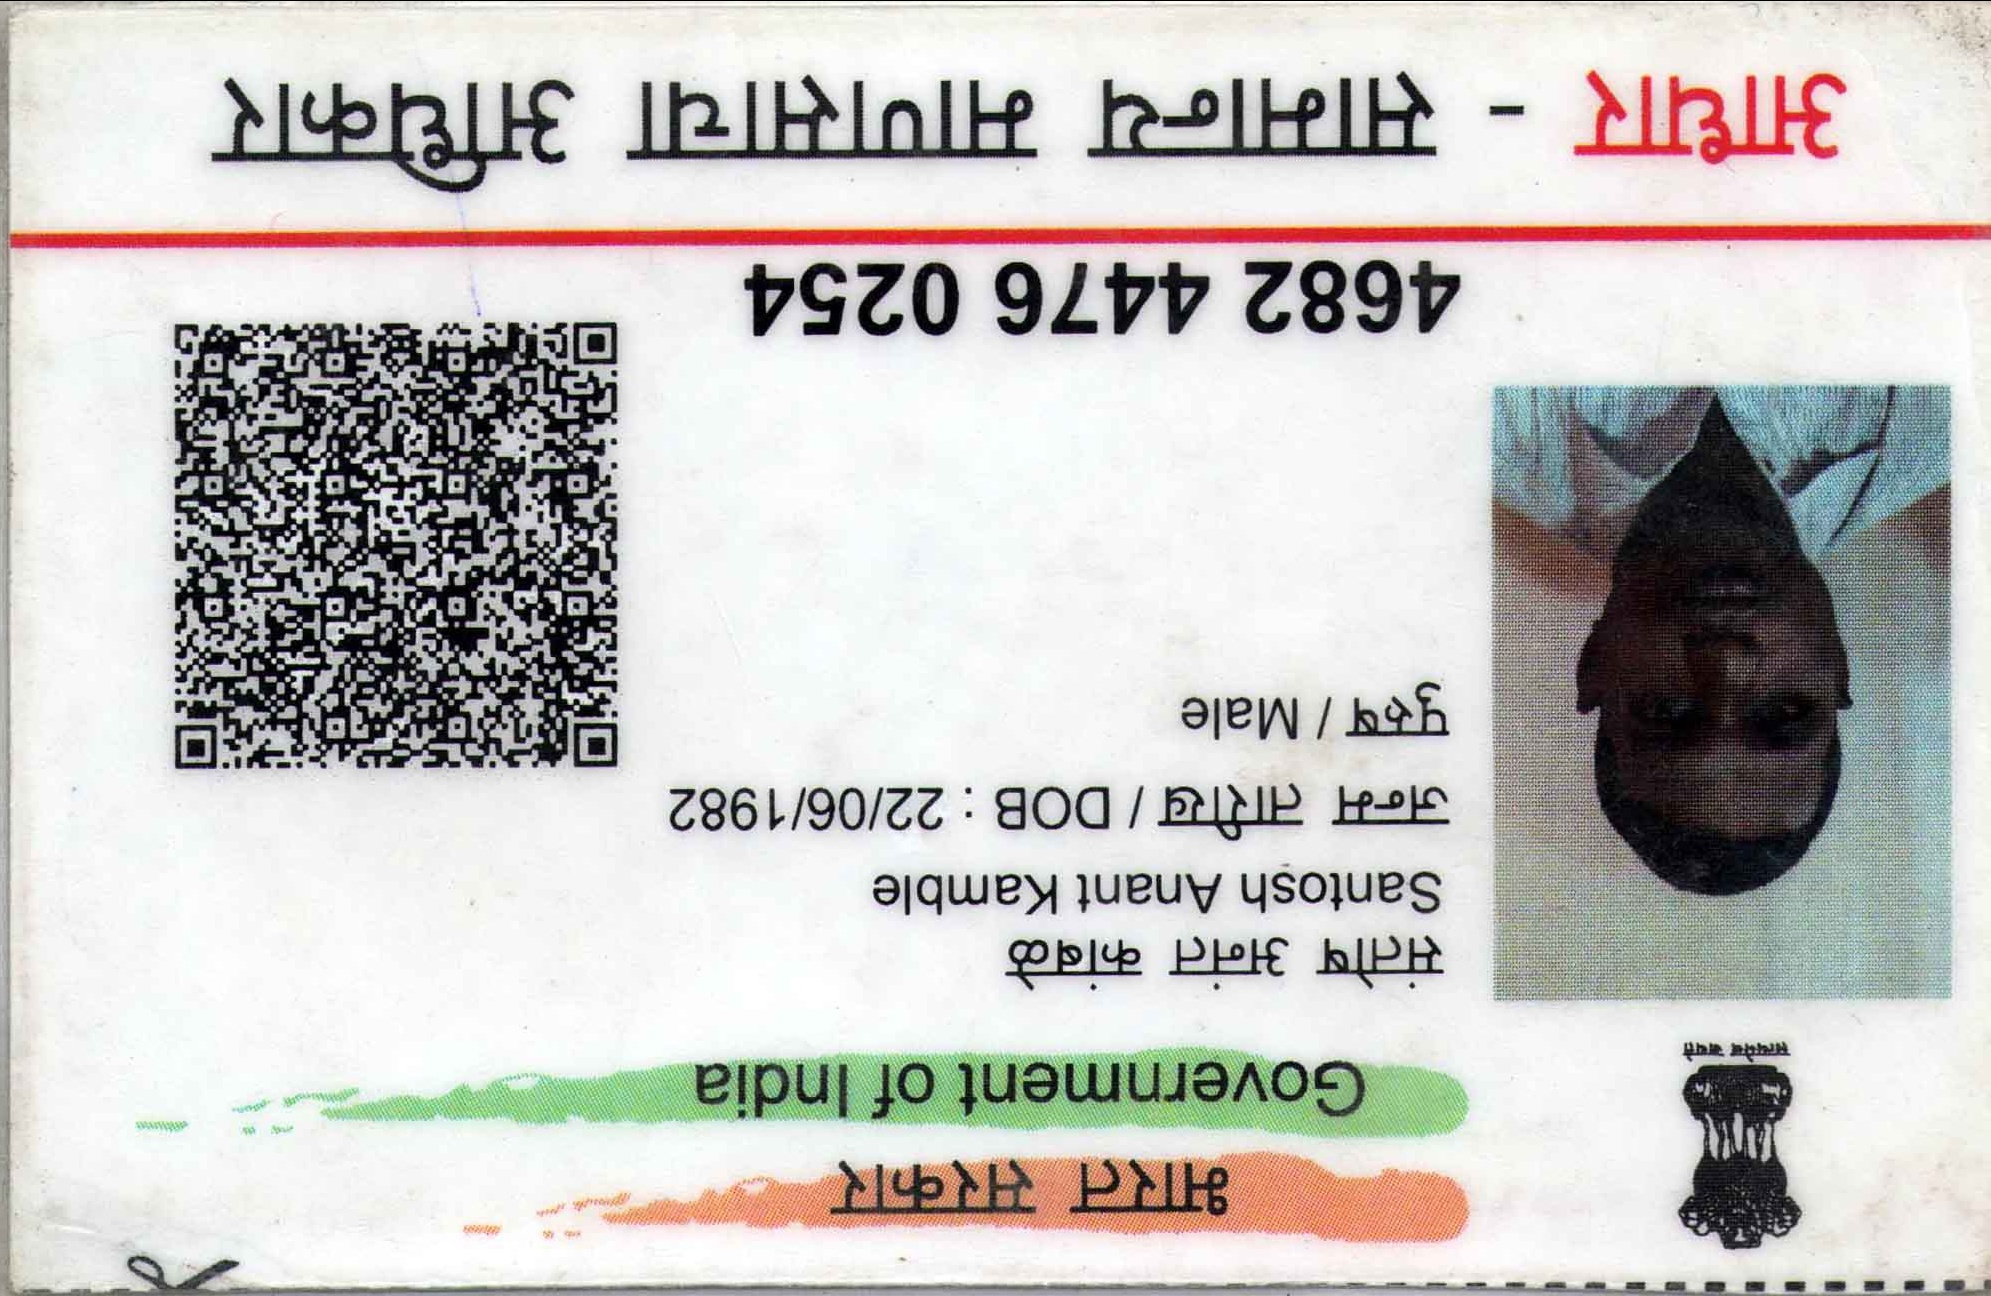 भारत सरकार
Government of India
सत्यमेव जयते
संतोष अनंत कांबळे
Santosh Anant Kamble
जन्म तारीख / DOB : 22/06/1982
पुरुष / Male
4682 4476 0254
आधार - सामान्य माणसाचा अधिकार